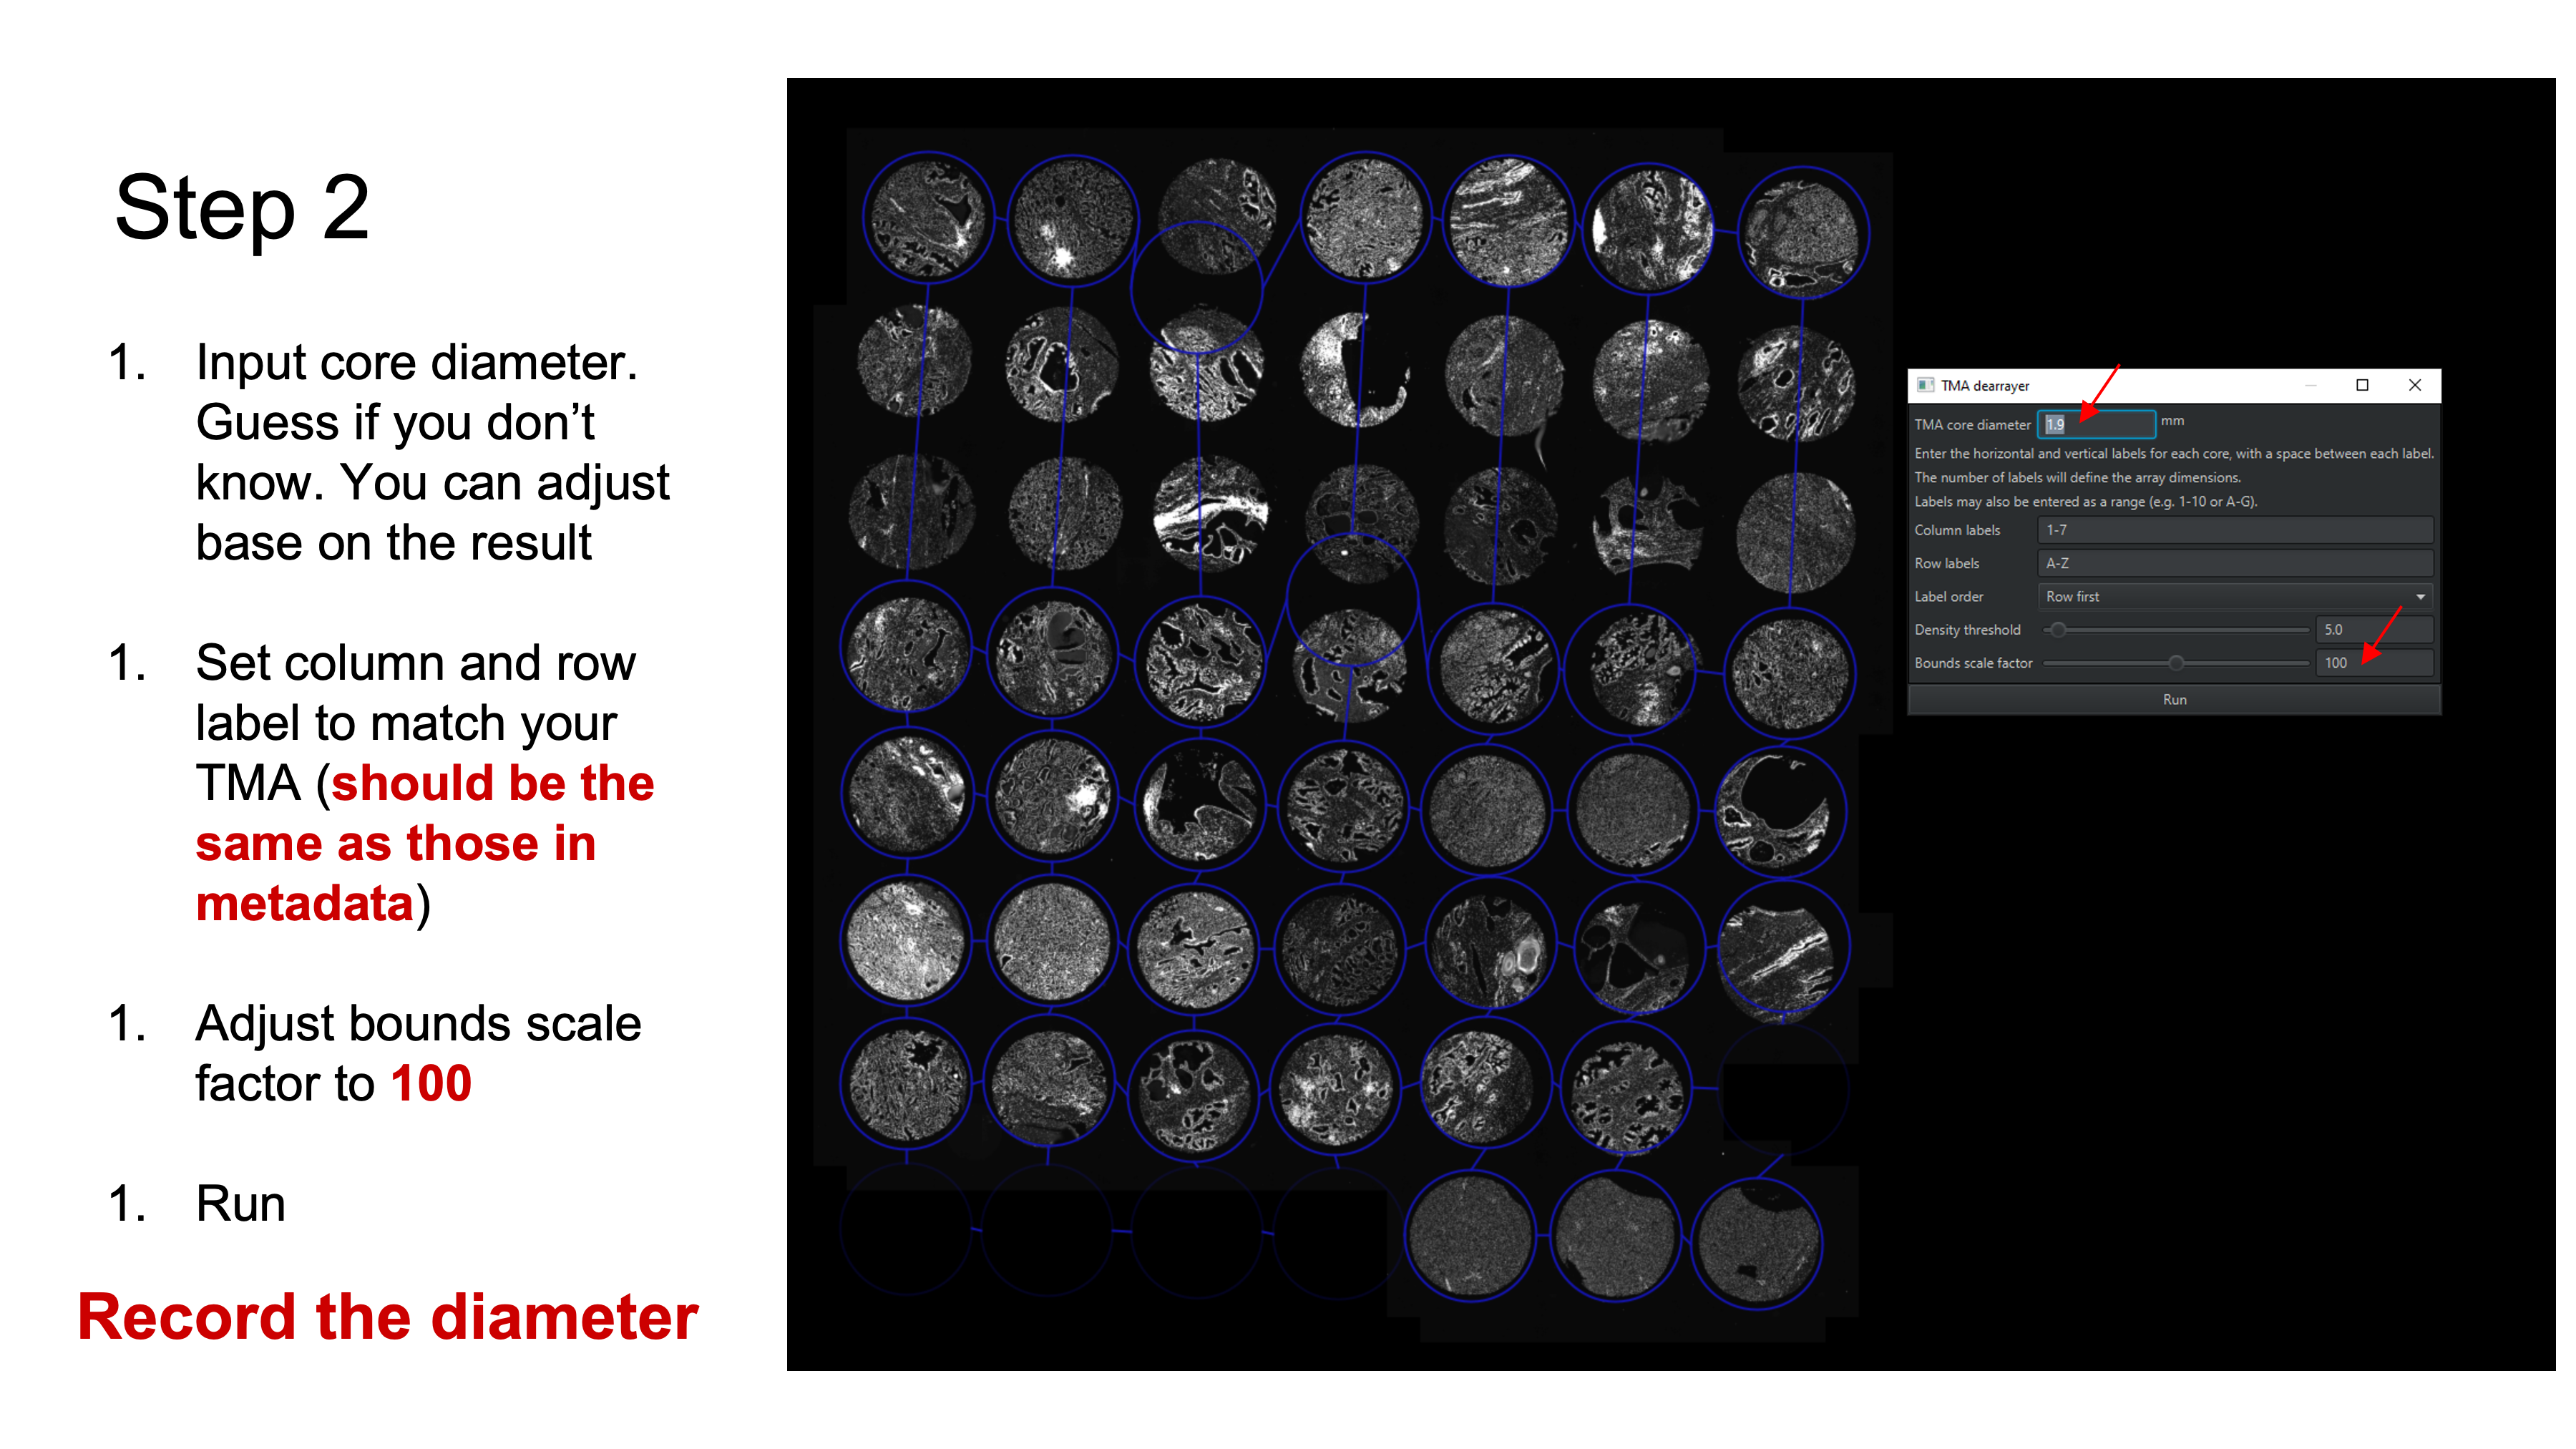 Step 2
1. Input core diameter.
Guess if you don’t
know. You can adjust
base on the result
1. Set column and row
label to match your
TMA (should be the
same as those in
metadata)
1. Adjust bounds scale
factor to 100
1. Run
Record the diameter
TMA dearrayer
TMA core diameter 1.9 mm
Enter the horizontal and vertical labels for each core, with a space between each label.
The number of labels will define the array dimensions.
Labels may also be entered as a range (e.g. 1-10 or A-G).
Column labels 1-7
Row labels A-Z
Label order Row first
Density threshold 5.0
Bounds scale factor 100
Run